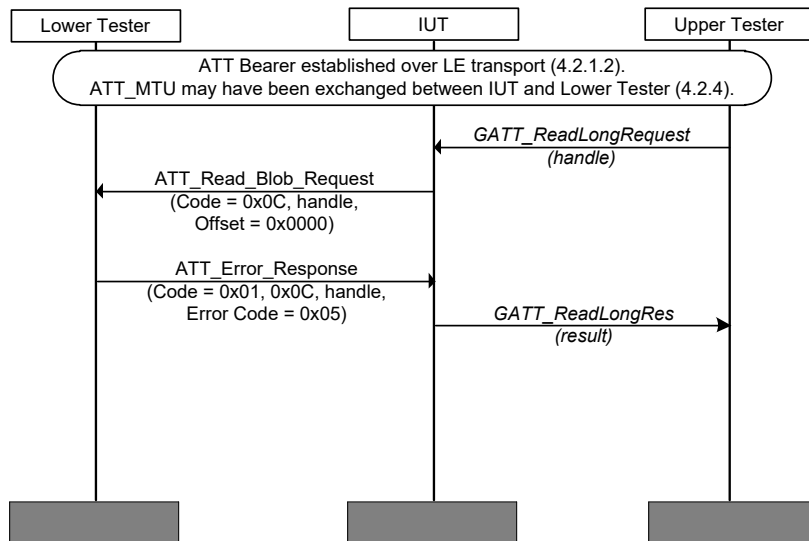 Lower Tester
IUT
Upper Tester
ATT Bearer established over LE transport (4.2.1.2).
ATT_MTU may have been exchanged between IUT and Lower Tester (4.2.4).
GATT_ReadLongRequest
(handle)
ATT_Read_Blob_Request
(Code = 0x0C, handle,
Offset = 0x0000)
ATT_Error_Response
(Code = 0x01, 0x0C, handle,
Error Code = 0x05)
GATT_ReadLongRes
(result)